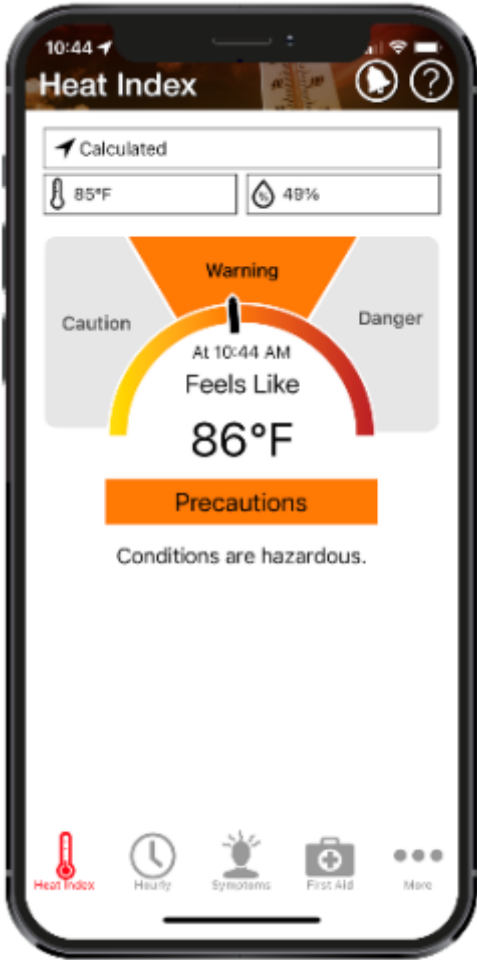 10:44
Heat Index
?
Calculated
85°F
% 49%
Warning
Caution
Danger
At 10:44 AM
Feels Like
86°F
Precautions
Conditions are hazardous.
Heat Index Hourly Symptoms First Aid More